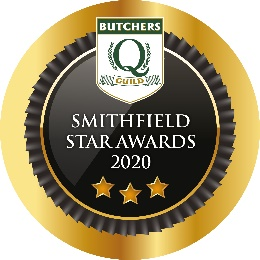 BUTCHERS
Q
GUILD
SMITHFIELD
STAR AWARDS
2020